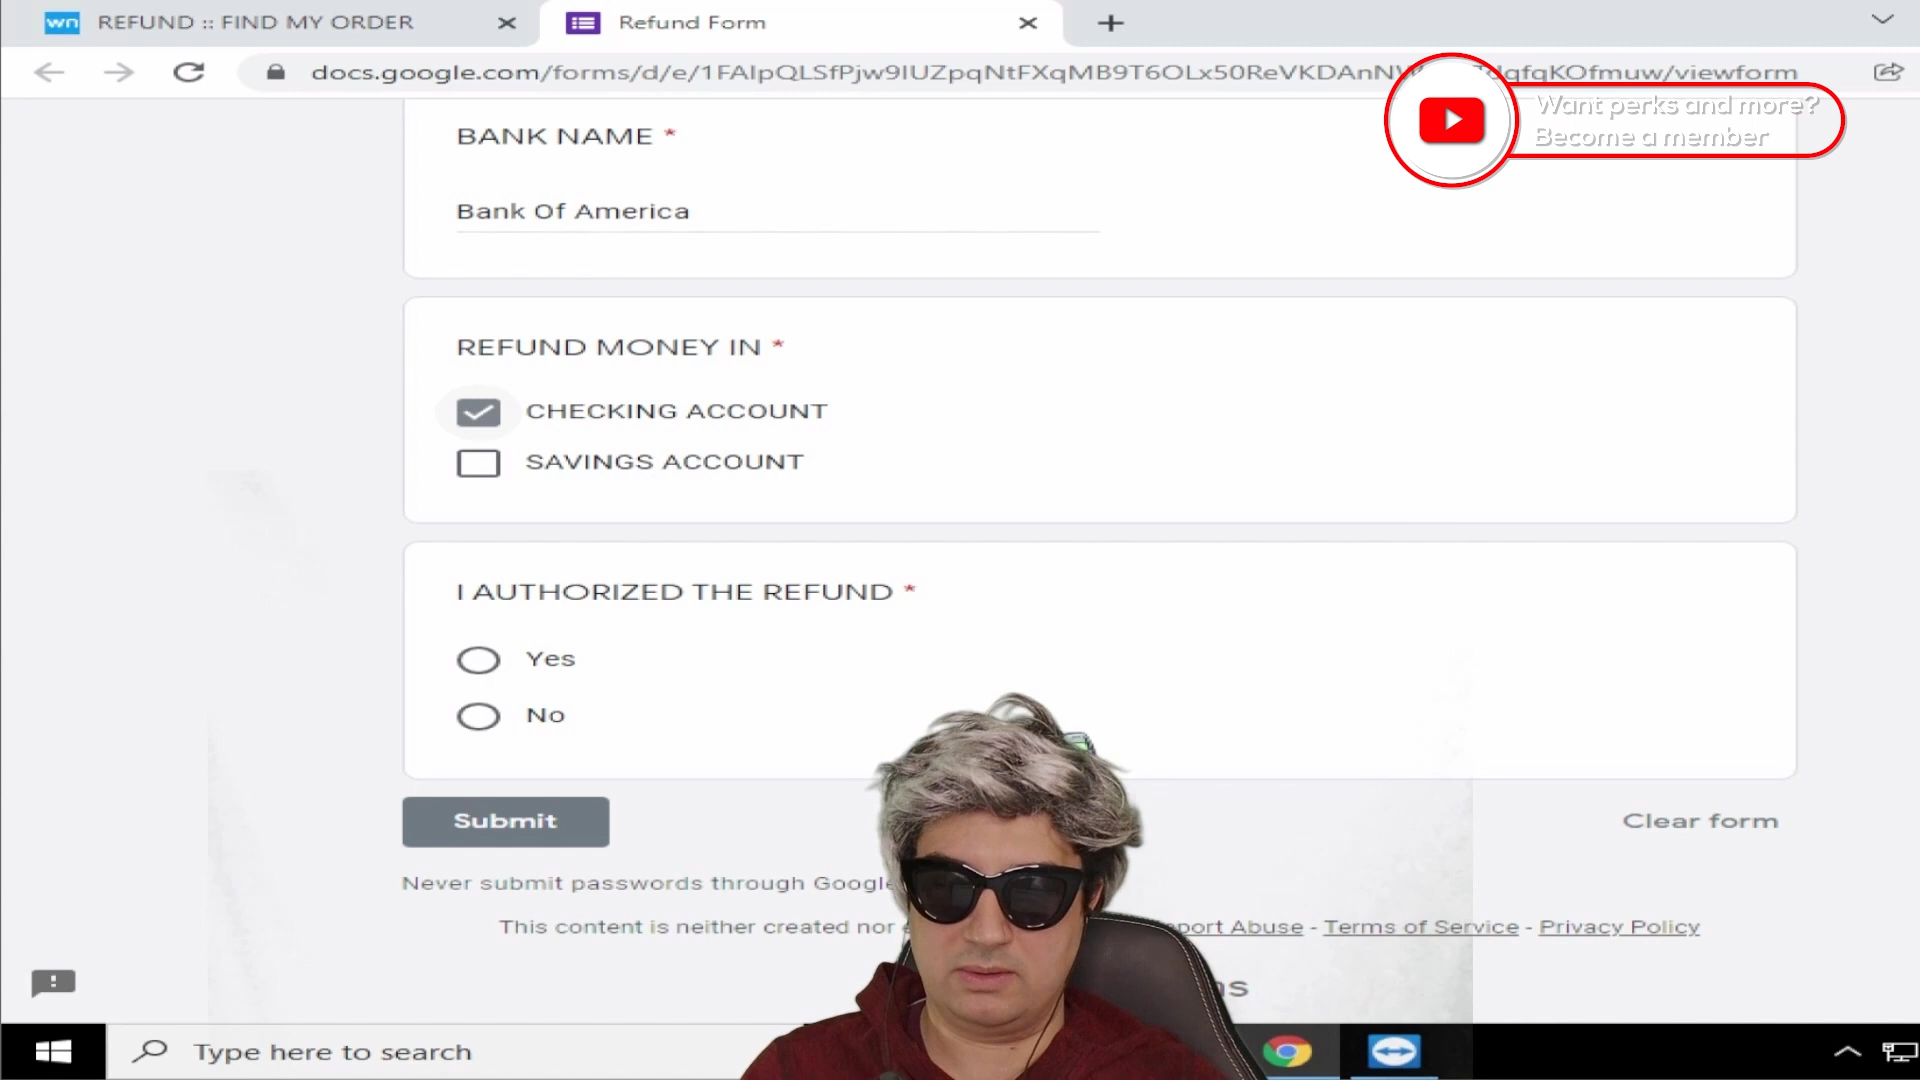 wn REFUND :: FIND MY ORDER
Refund Form
docs.google.com/forms/d/e/1FAIpQLSfPjw9IUZpqNtFXqMB9T6OLx50ReVKDAnN
qfqKOfmuw/viewform
Want perks and more?
Become a member
BANK NAME *
Bank Of America
REFUND MONEY IN *
CHECKING ACCOUNT
SAVINGS ACCOUNT
I AUTHORIZED THE REFUND *
Yes
No
Submit
Clear form
Never submit passwords through Google
This content is neither created nor
port Abuse - Terms of Service - Privacy Policy
Type here to search